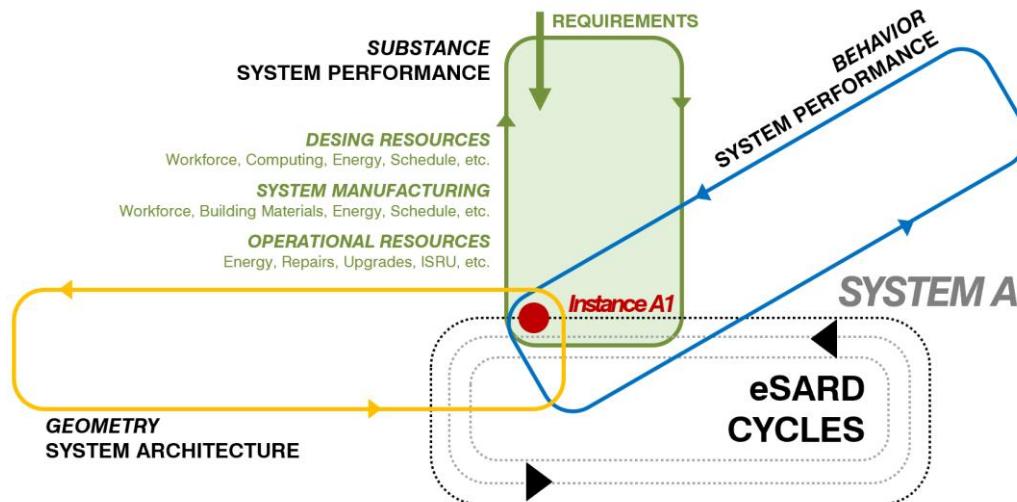 REQUIREMENTS
SUBSTANCE
SYSTEM PERFORMANCE
BEHAVIOR
SYSTEM PERFORMANCE
DESING RESOURCES
Workforce, Computing, Energy, Schedule, etc.
SYSTEM MANUFACTURING
Workforce, Building Materials, Energy, Schedule, etc.
OPERATIONAL RESOURCES
Energy, Repairs, Upgrades, ISRU, etc.
Instance A1
SYSTEM A
eSARD
CYCLES
GEOMETRY
SYSTEM ARCHITECTURE